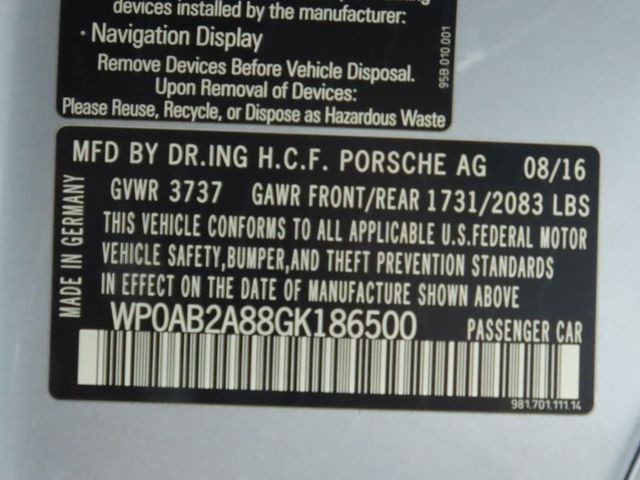 devices installed by the manufacturer:
· Navigation Display
Remove Devices Before Vehicle Disposal.
Upon Removal of Devices:
Please Reuse, Recycle, or Dispose as Hazardous Waste
95B.010.001
MFD BY DR.ING H.C.F. PORSCHE AG 08/16
GVWR 3737 GAWR FRONT/REAR 1731/2083 LBS
THIS VEHICLE CONFORMS TO ALL APPLICABLE U.S.FEDERAL MOTOR
VEHICLE SAFETY,BUMPER,AND THEFT PREVENTION STANDARDS
IN EFFECT ON THE DATE OF MANUFACTURE SHOWN ABOVE
WP0AB2A88GK186500 PASSENGER CAR
MADE IN GERMANY
981.701.111.14